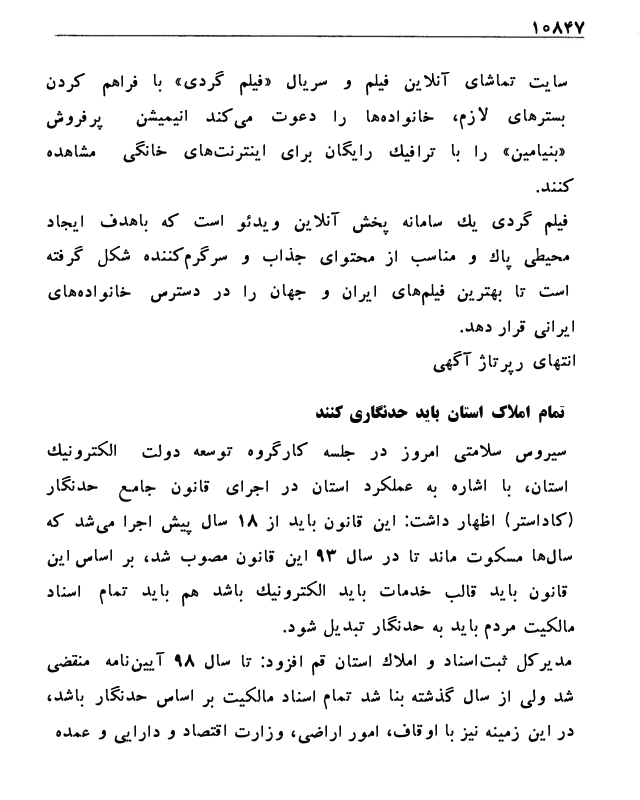 ۱۰۸۴۷
سایت تماشای آنلاین فیلم و سریال «فیلم گردی» با فراهم کردن
بسترهای لازم، خانواده‌ها را دعوت می‌کند انیمیشن پرفروش
«بنیامین» را با ترافیك رایگان برای اینترنت‌های خانگی مشاهده
کنند.
فیلم گردی یك سامانه پخش آنلاین ویدئو است که باهدف ایجاد
محیطی پاك و مناسب از محتوای جذاب و سرگرم‌کننده شکل گرفته
است تا بهترین فیلم‌های ایران و جهان را در دسترس خانواده‌های
ایرانی قرار دهد.
انتهای رپرتاژ آگهی
تمام املاک استان باید حدنگاری کنند
سیروس سلامتی امروز در جلسه کارگروه توسعه دولت الکترونیك
استان، با اشاره به عملکرد استان در اجرای قانون جامع حدنگار
(کاداستر) اظهار داشت: این قانون باید از ۱۸ سال پیش اجرا می‌شد که
سال‌ها مسکوت ماند تا در سال ۹۳ این قانون مصوب شد، بر اساس این
قانون باید قالب خدمات باید الکترونیك باشد هم باید تمام اسناد
مالکیت مردم باید به حدنگار تبدیل شود.
مدیرکل ثبت‌اسناد و املاك استان قم افزود: تا سال ۹۸ آیین‌نامه منقضی
شد ولی از سال گذشته بنا شد تمام اسناد مالکیت بر اساس حدنگار باشد،
در این زمینه نیز با اوقاف، امور اراضی، وزارت اقتصاد و دارایی و عمده